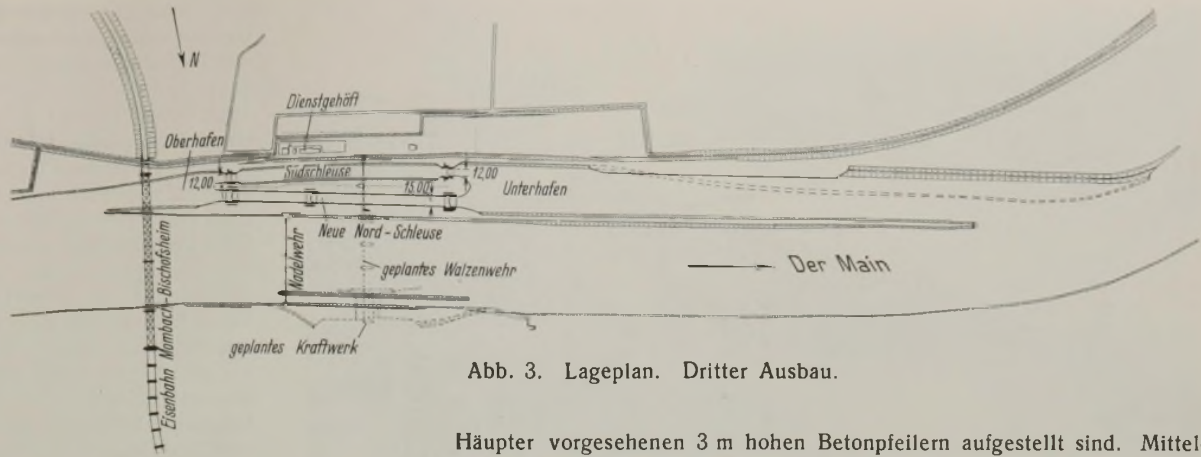 N
Dienstgehöft
Oberhafen
Südschleuse
12,00
12,00
15,00
Unterhafen
Neue Nord-Schleuse
Nadelwehr
geplantes Walzenwehr
Der Main
Eisenbahn Mombach-Bischofsheim
geplantes Kraftwerk
Abb. 3. Lageplan. Dritter Ausbau.
Häupter vorgesehenen 3 m hohen Betonpfeilern aufgestellt sind. Mittel